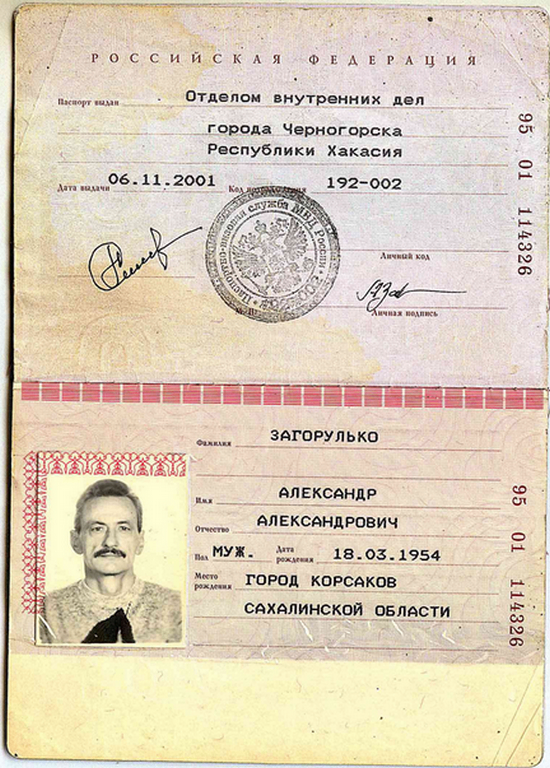 РОССИЙСКАЯ ФЕДЕРАЦИЯ
Паспорт выдан Отделом внутренних дел
города Черногорска
Республики Хакасия
Дата выдачи 06.11.2001 Код подразделения 192-002
Паспортно-визовая служба МВД России
Личный код
Личная подпись
95 01 114326
Фамилия ЗАГОРУЛЬКО
Имя АЛЕКСАНДР
Отчество АЛЕКСАНДРОВИЧ
Пол МУЖ. Дата рождения 18.03.1954
Место рождения ГОРОД КОРСАКОВ
САХАЛИНСКОЙ ОБЛАСТИ
95 01 114326